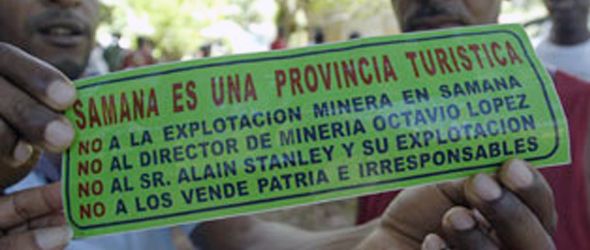 SAMANA ES UNA PROVINCIA TURISTICA
NO A LA EXPLOTACION MINERA EN SAMANA
NO AL DIRECTOR DE MINERIA OCTAVIO LOPEZ
NO AL SR. ALAIN STANLEY Y SU EXPLOTACION
NO A LOS VENDE PATRIA E IRRESPONSABLES